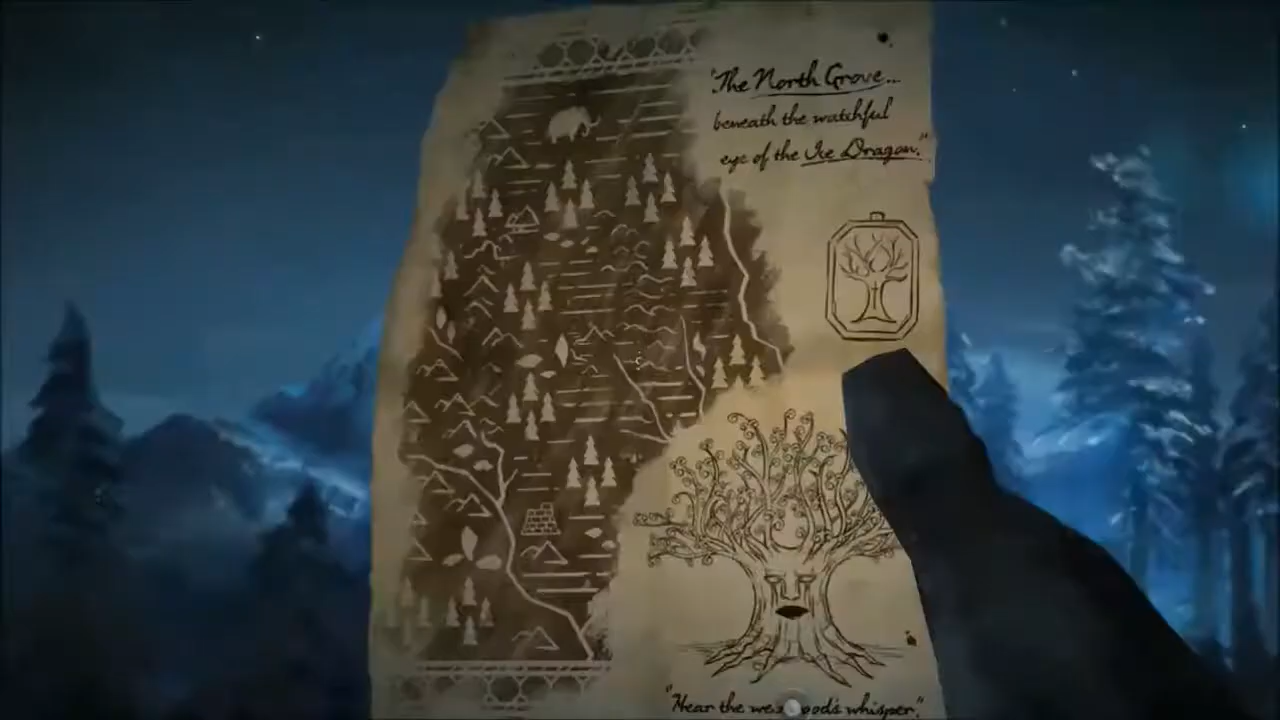 "The North Grove...
beneath the watchful
eye of the Ice Dragon."
"Hear the whisper."